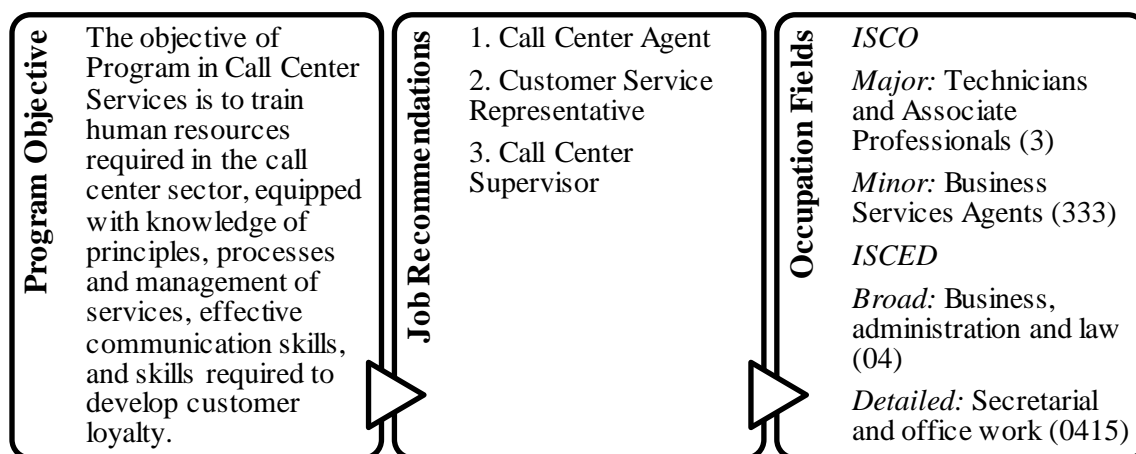 Program Objective
The objective of
Program in Call Center
Services is to train
human resources
required in the call
center sector, equipped
with knowledge of
principles, processes
and management of
services, effective
communication skills,
and skills required to
develop customer
loyalty.
Job Recommendations
1. Call Center Agent
2. Customer Service
Representative
3. Call Center
Supervisor
Occupation Fields
ISCO
Major: Technicians
and Associate
Professionals (3)
Minor: Business
Services Agents (333)
ISCED
Broad: Business,
administration and law
(04)
Detailed: Secretarial
and office work (0415)